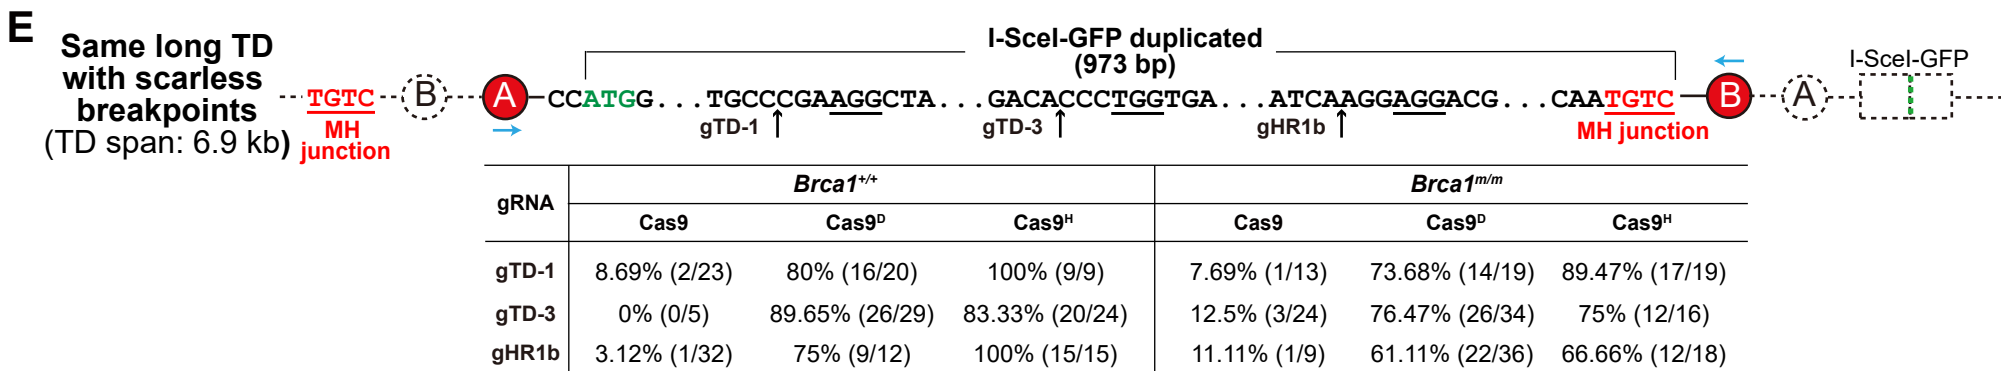 E
Same long TD
with scarless
breakpoints
(TD span: 6.9 kb)
I-SceI-GFP duplicated
(973 bp)
I-SceI-GFP
TGTC B A CCATGG...TGCCCGAAGGCTA...GACACCCTGGTGA...ATCAAGGAGGACG...CAATGTC B A
MH
junction
gTD-1 gTD-3 gHR1b MH junction
gRNA Brca1+/+ Brca1m/m
Cas9 Cas9D Cas9H Cas9 Cas9D Cas9H
gTD-1 8.69% (2/23) 80% (16/20) 100% (9/9) 7.69% (1/13) 73.68% (14/19) 89.47% (17/19)
gTD-3 0% (0/5) 89.65% (26/29) 83.33% (20/24) 12.5% (3/24) 76.47% (26/34) 75% (12/16)
gHR1b 3.12% (1/32) 75% (9/12) 100% (15/15) 11.11% (1/9) 61.11% (22/36) 66.66% (12/18)